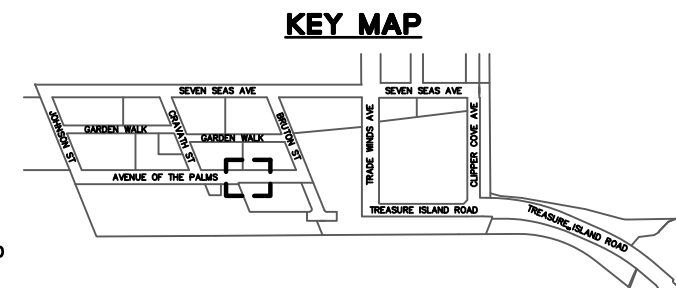 KEY MAP
SEVEN SEAS AVE
SEVEN SEAS AVE
JOHNSON ST
GARDEN WALK
CRAVATH ST
GARDEN WALK
BRUTON ST
TRADE WINDS AVE
CLIPPER COVE AVE
AVENUE OF THE PALMS
TREASURE ISLAND ROAD
TREASURE ISLAND ROAD